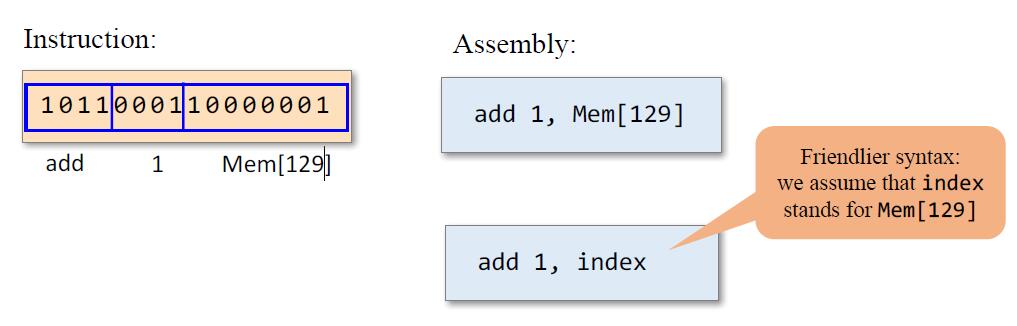 Instruction:
1011 0001 10000001
add 1 Mem[129]
Assembly:
add 1, Mem[129]
Friendlier syntax:
we assume that index
stands for Mem[129]
add 1, index